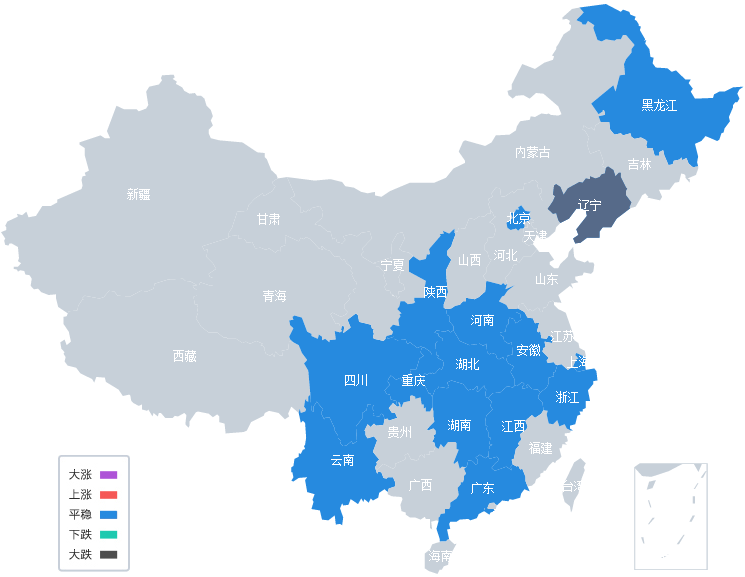 黑龙江
内蒙古
吉林
新疆
辽宁
甘肃
北京
天津
宁夏
山西
河北
山东
青海
陕西
河南
江苏
西藏
安徽
湖北
上海
四川
重庆
浙江
贵州
湖南
江西
福建
云南
广西
广东
台湾
海南
大涨
上涨
平稳
下跌
大跌